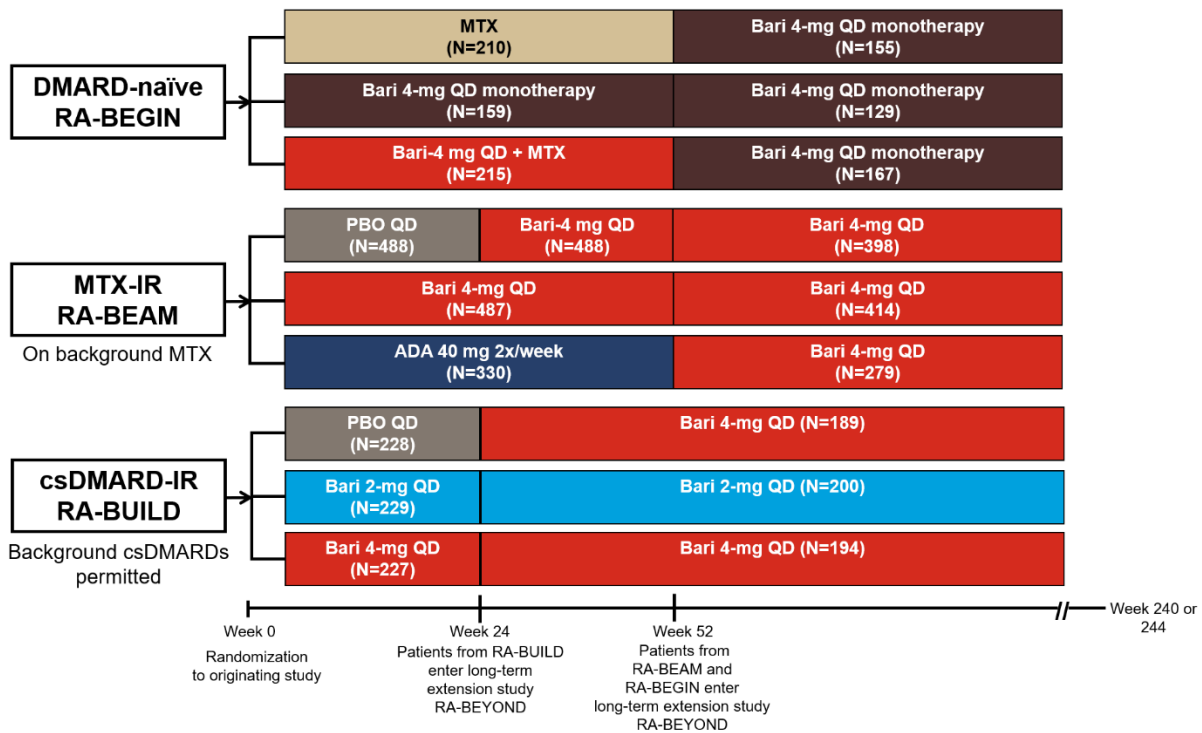 DMARD-naïve
RA-BEGIN
MTX
(N=210)
Bari 4-mg QD monotherapy
(N=155)
Bari 4-mg QD monotherapy
(N=159)
Bari 4-mg QD monotherapy
(N=129)
Bari-4 mg QD + MTX
(N=215)
Bari 4-mg QD monotherapy
(N=167)
MTX-IR
RA-BEAM
On background MTX
PBO QD
(N=488)
Bari-4 mg QD
(N=488)
Bari 4-mg QD
(N=398)
Bari 4-mg QD
(N=487)
Bari 4-mg QD
(N=414)
ADA 40 mg 2x/week
(N=330)
Bari 4-mg QD
(N=279)
csDMARD-IR
RA-BUILD
Background csDMARDs
permitted
PBO QD
(N=228)
Bari 4-mg QD (N=189)
Bari 2-mg QD
(N=229)
Bari 2-mg QD (N=200)
Bari 4-mg QD
(N=227)
Bari 4-mg QD (N=194)
Week 0
Randomization
to originating study
Week 24
Patients from RA-BUILD
enter long-term
extension study
RA-BEYOND
Week 52
Patients from
RA-BEAM and
RA-BEGIN enter
long-term extension study
RA-BEYOND
Week 240 or
244